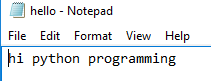 hello - Notepad
File Edit Format View Help
hi python programming